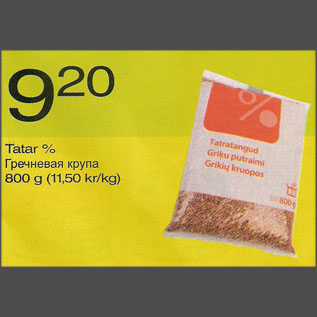 9 20
Tatar %
Гречневая крупа
800 g (11,50 kr/kg)
%
Tatratangud
Griķu putraimi
Grikių kruopos
800 g